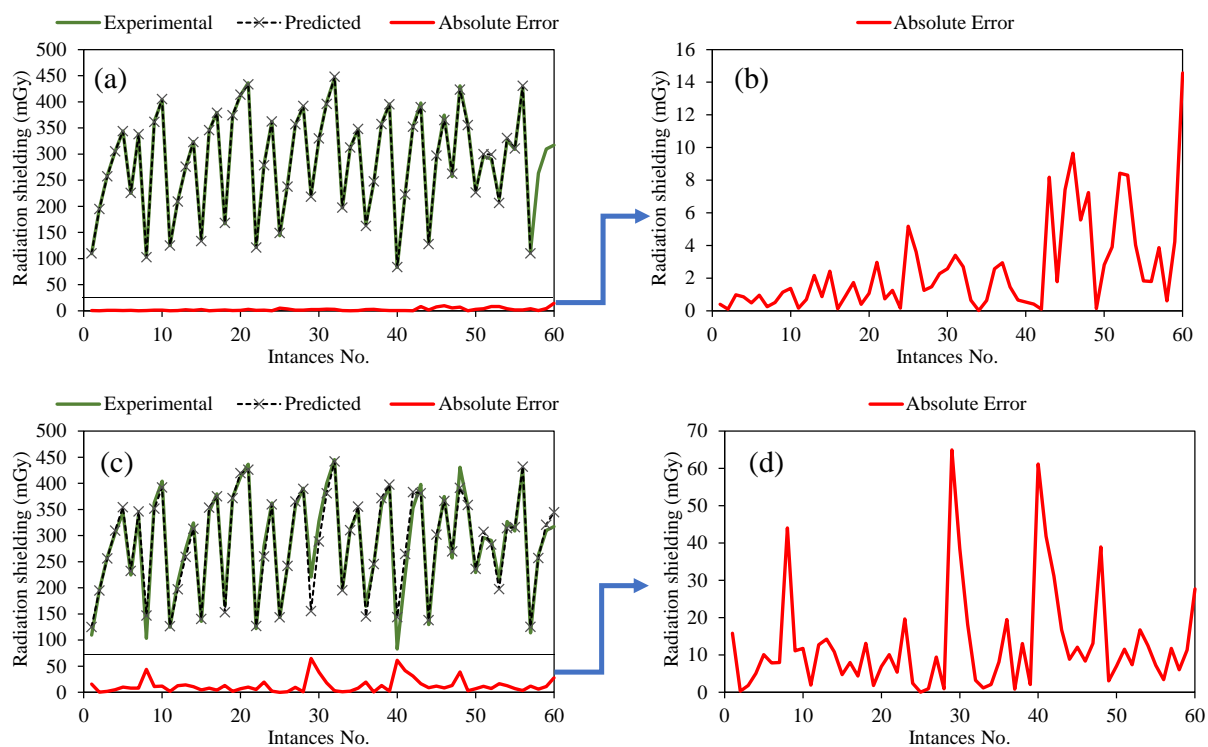 Experimental Predicted Absolute Error
Radiation shielding (mGy)
500
450
400
350
300
250
200
150
100
50
0
(a)
0 10 20 30 40 50 60
Intances No.
Absolute Error
Radiation shielding (mGy)
16
14
12
10
8
6
4
2
0
(b)
0 10 20 30 40 50 60
Intances No.
Experimental Predicted Absolute Error
Radiation shielding (mGy)
500
450
400
350
300
250
200
150
100
50
0
(c)
0 10 20 30 40 50 60
Intances No.
Absolute Error
Radiation shielding (mGy)
70
60
50
40
30
20
10
0
(d)
0 10 20 30 40 50 60
Intances No.